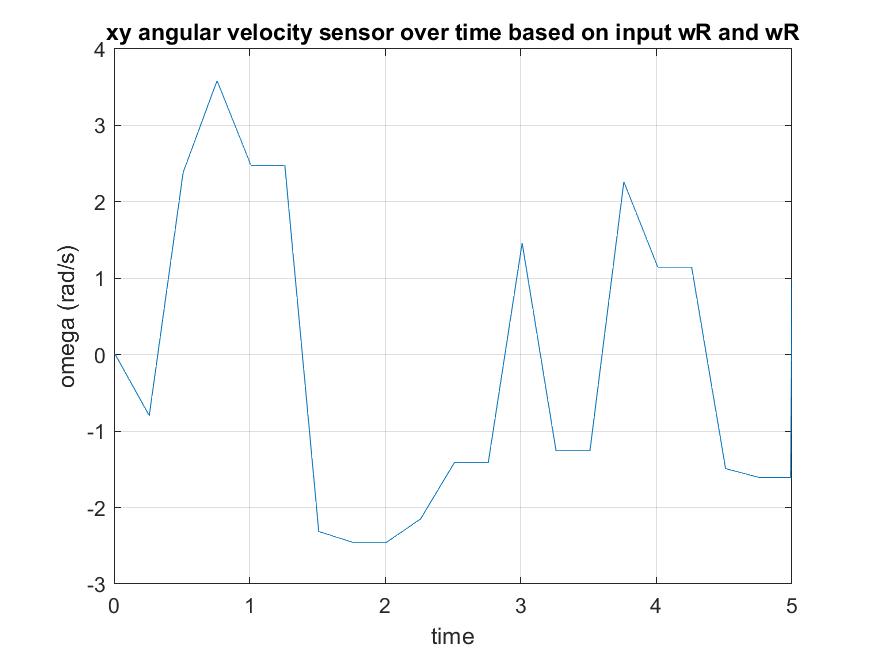 xy angular velocity sensor over time based on input wR and wR
4
3
2
1
0
-1
-2
-3
omega (rad/s)
0 1 2 3 4 5
time